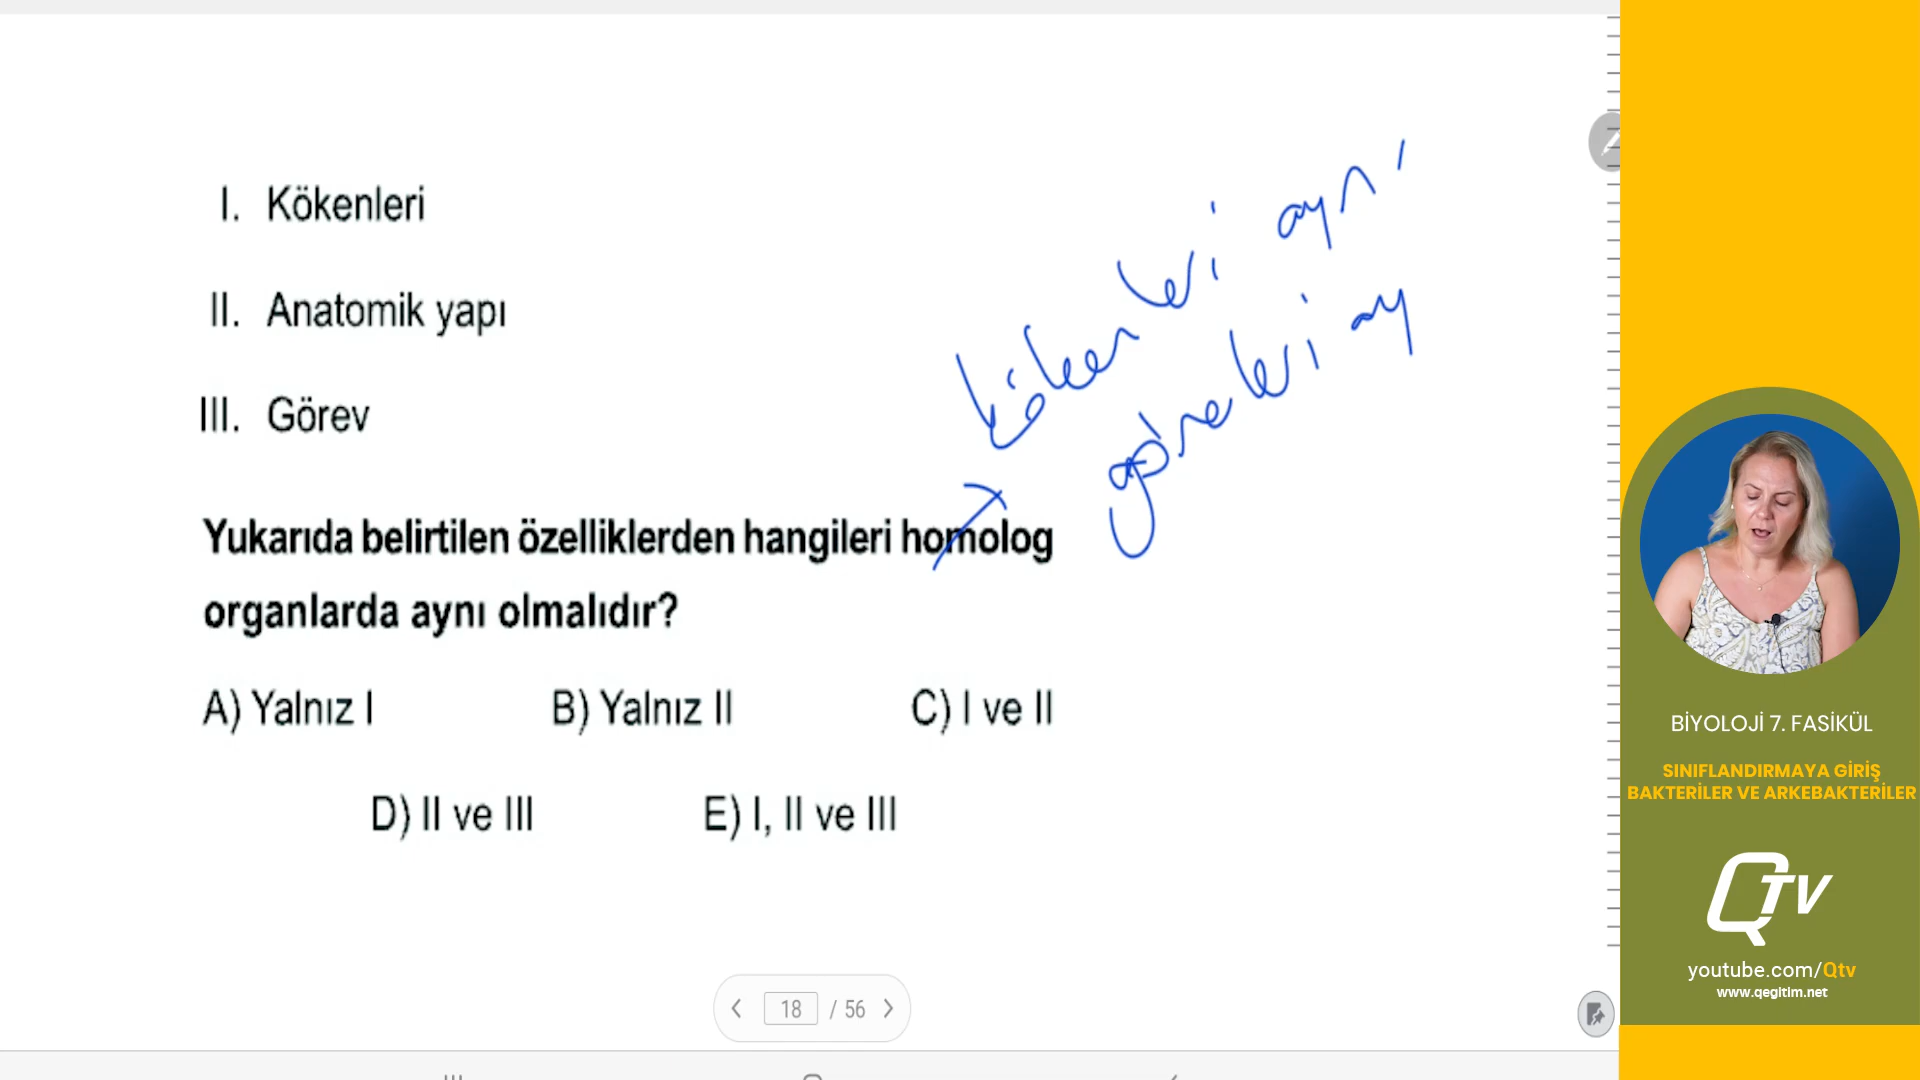 I. Kökenleri
II. Anatomik yapı
III. Görev
kökenleri aynı
görevleri ay
Yukarıda belirtilen özelliklerden hangileri homolog
organlarda aynı olmalıdır?
A) Yalnız I
B) Yalnız II
C) I ve II
D) II ve III
E) I, II ve III
18 / 56
BİYOLOJİ 7. FASİKÜL
SINIFLANDIRMAYA GİRİŞ
BAKTERİLER VE ARKEBAKTERİLER
QTV
youtube.com/Qtv
www.qegitim.net